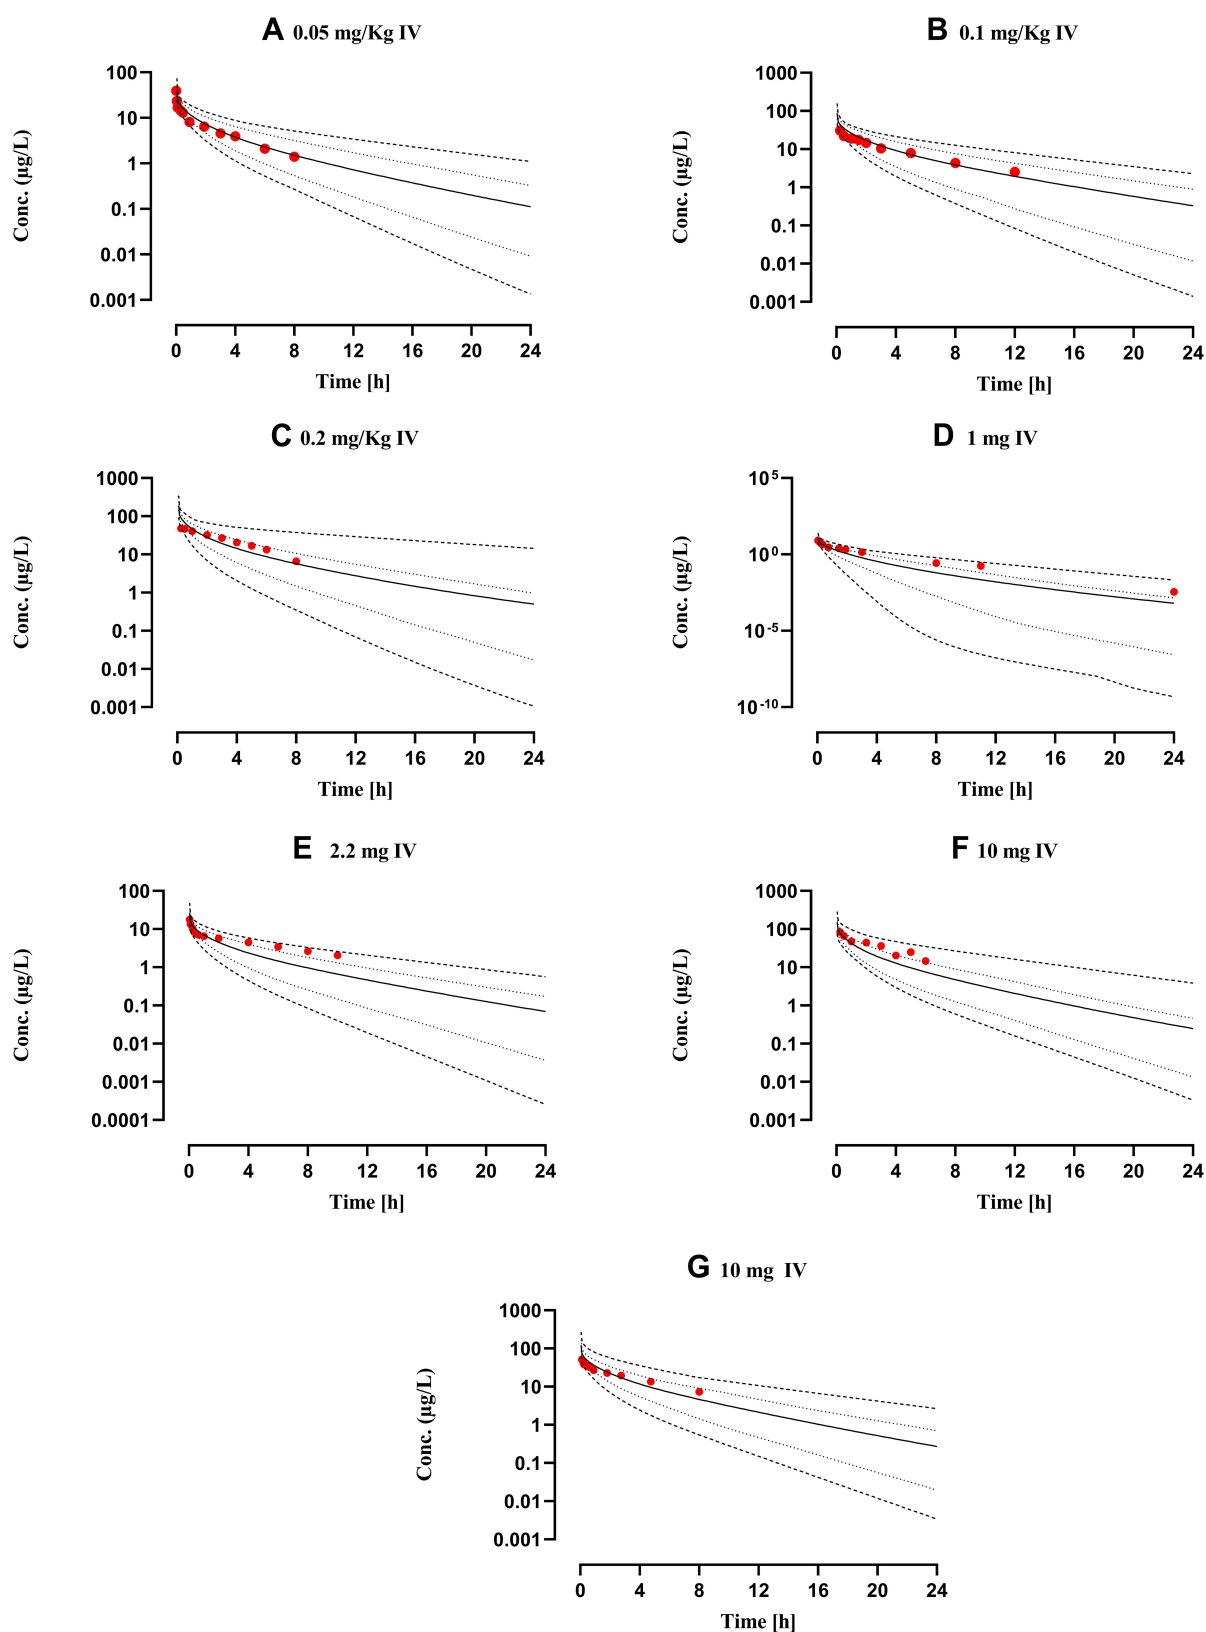 A 0.05 mg/Kg IV
Conc. (µg/L)
100
10
1
0.1
0.01
0.001
0 4 8 12 16 20 24
Time [h]
B 0.1 mg/Kg IV
Conc. (µg/L)
1000
100
10
1
0.1
0.01
0.001
0 4 8 12 16 20 24
Time [h]
C 0.2 mg/Kg IV
Conc. (µg/L)
1000
100
10
1
0.1
0.01
0.001
0 4 8 12 16 20 24
Time [h]
D 1 mg IV
Conc. (µg/L)
10⁵
10⁰
10⁻⁵
10⁻¹⁰
0 4 8 12 16 20 24
Time [h]
E 2.2 mg IV
Conc. (µg/L)
100
10
1
0.1
0.01
0.001
0.0001
0 4 8 12 16 20 24
Time [h]
F 10 mg IV
Conc. (µg/L)
1000
100
10
1
0.1
0.01
0.001
0 4 8 12 16 20 24
Time [h]
G 10 mg IV
Conc. (µg/L)
1000
100
10
1
0.1
0.01
0.001
0 4 8 12 16 20 24
Time [h]